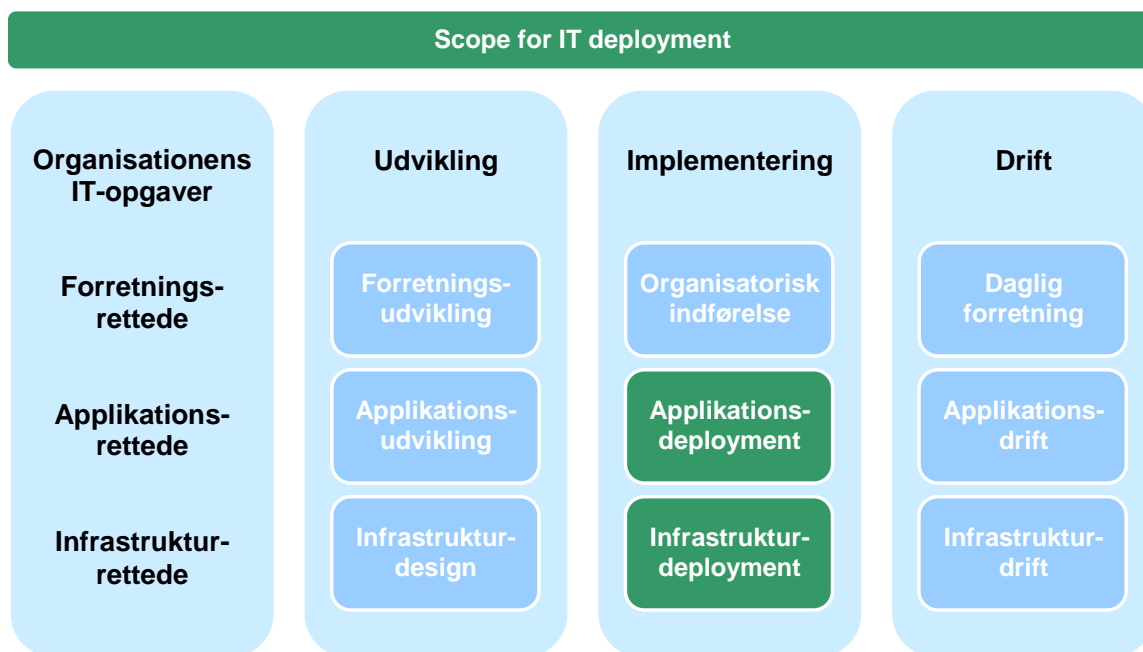 Scope for IT deployment
Organisationens
IT-opgaver
Udvikling
Implementering
Drift
Forretnings-
rettede
Forretnings-
udvikling
Organisatorisk
indførelse
Daglig
forretning
Applikations-
rettede
Applikations-
udvikling
Applikations-
deployment
Applikations-
drift
Infrastruktur-
rettede
Infrastruktur-
design
Infrastruktur-
deployment
Infrastruktur-
drift